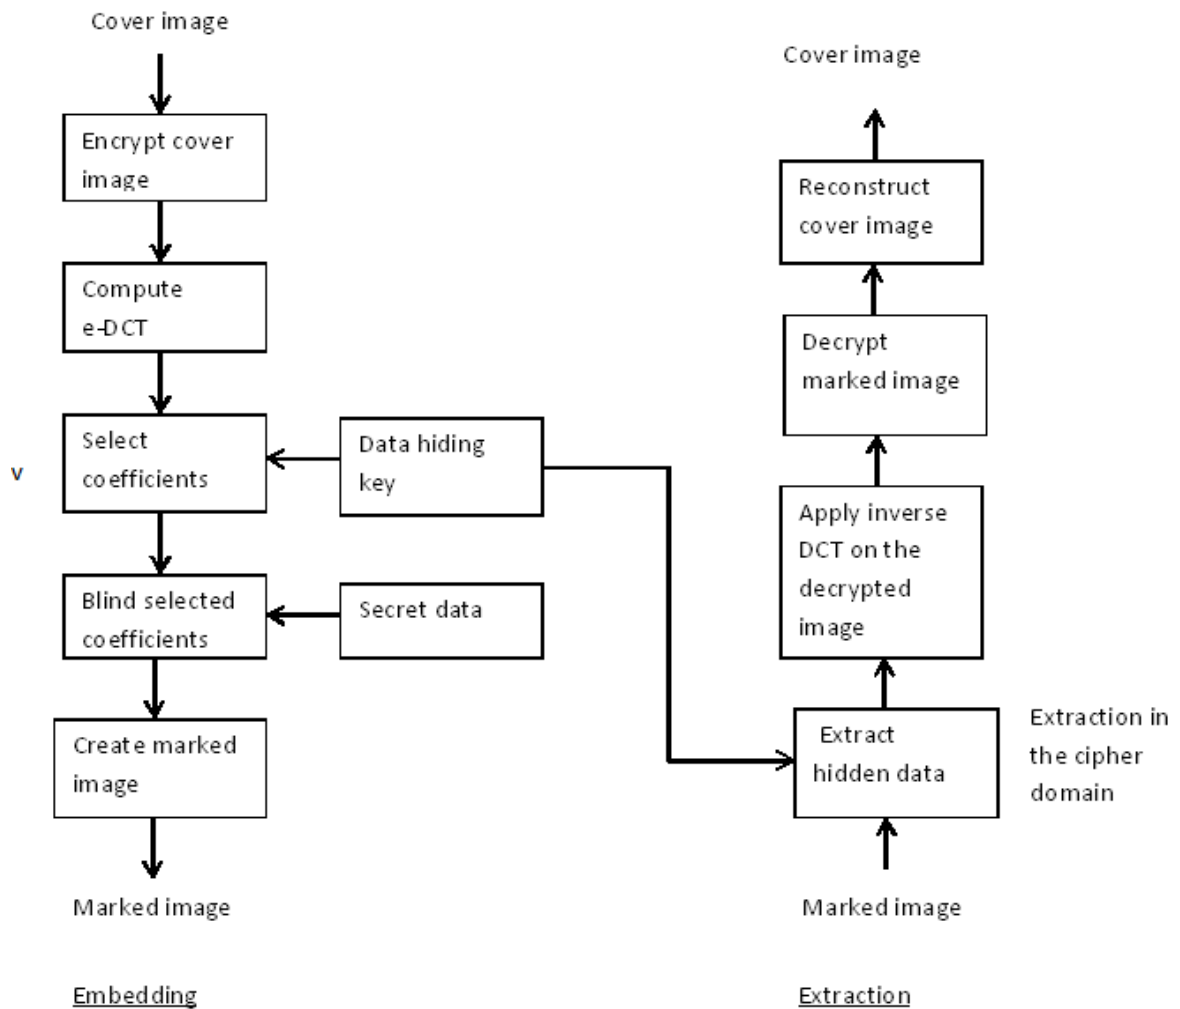 Cover image
Encrypt cover
image
Compute
e-DCT
Select
coefficients
v
Data hiding
key
Blind selected
coefficients
Secret data
Create marked
image
Marked image
Embedding
Cover image
Reconstruct
cover image
Decrypt
marked image
Apply inverse
DCT on the
decrypted
image
Extract
hidden data
Extraction in
the cipher
domain
Marked image
Extraction